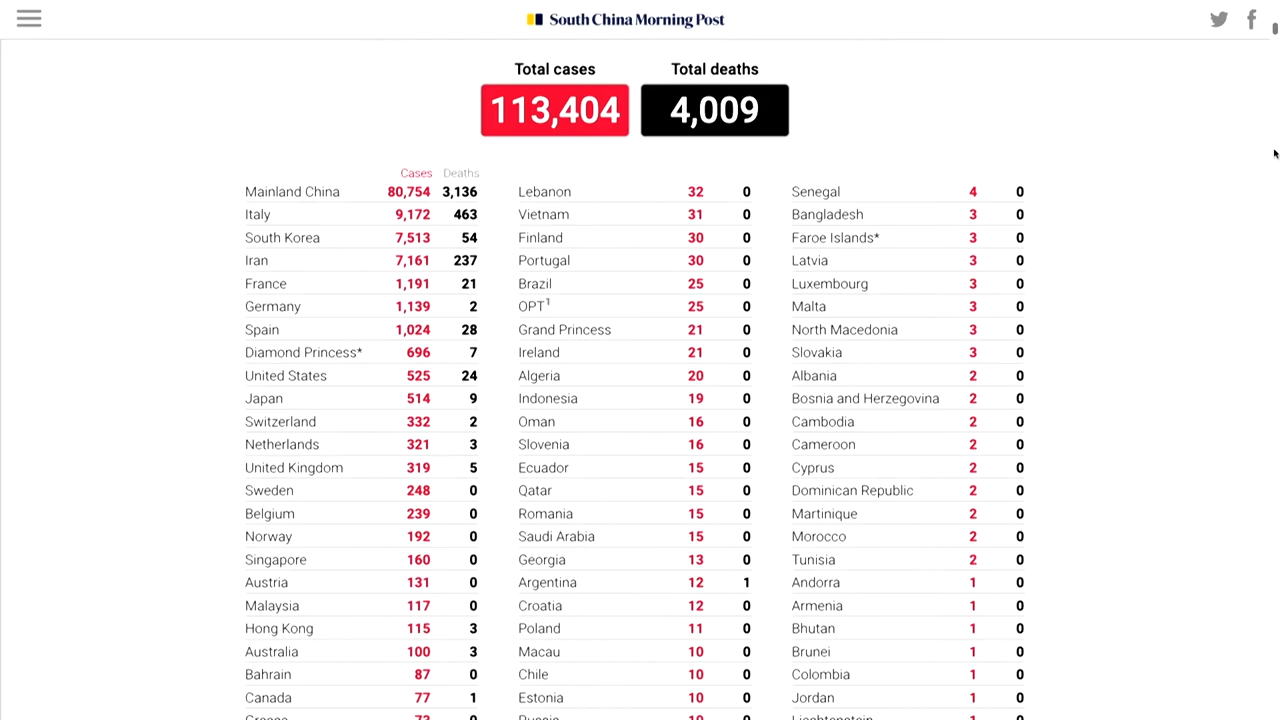 South China Morning Post
Total cases Total deaths
113,404 4,009
Cases Deaths
Mainland China 80,754 3,136
Italy 9,172 463
South Korea 7,513 54
Iran 7,161 237
France 1,191 21
Germany 1,139 2
Spain 1,024 28
Diamond Princess* 696 7
United States 525 24
Japan 514 9
Switzerland 332 2
Netherlands 321 3
United Kingdom 319 5
Sweden 248 0
Belgium 239 0
Norway 192 0
Singapore 160 0
Austria 131 0
Malaysia 117 0
Hong Kong 115 3
Australia 100 3
Bahrain 87 0
Canada 77 1
Lebanon 32 0
Vietnam 31 0
Finland 30 0
Portugal 30 0
Brazil 25 0
OPT¹ 25 0
Grand Princess 21 0
Ireland 21 0
Algeria 20 0
Indonesia 19 0
Oman 16 0
Slovenia 16 0
Ecuador 15 0
Qatar 15 0
Romania 15 0
Saudi Arabia 15 0
Georgia 13 0
Argentina 12 1
Croatia 12 0
Poland 11 0
Macau 10 0
Chile 10 0
Estonia 10 0
Senegal 4 0
Bangladesh 3 0
Faroe Islands* 3 0
Latvia 3 0
Luxembourg 3 0
Malta 3 0
North Macedonia 3 0
Slovakia 3 0
Albania 2 0
Bosnia and Herzegovina 2 0
Cambodia 2 0
Cameroon 2 0
Cyprus 2 0
Dominican Republic 2 0
Martinique 2 0
Morocco 2 0
Tunisia 2 0
Andorra 1 0
Armenia 1 0
Bhutan 1 0
Brunei 1 0
Colombia 1 0
Jordan 1 0